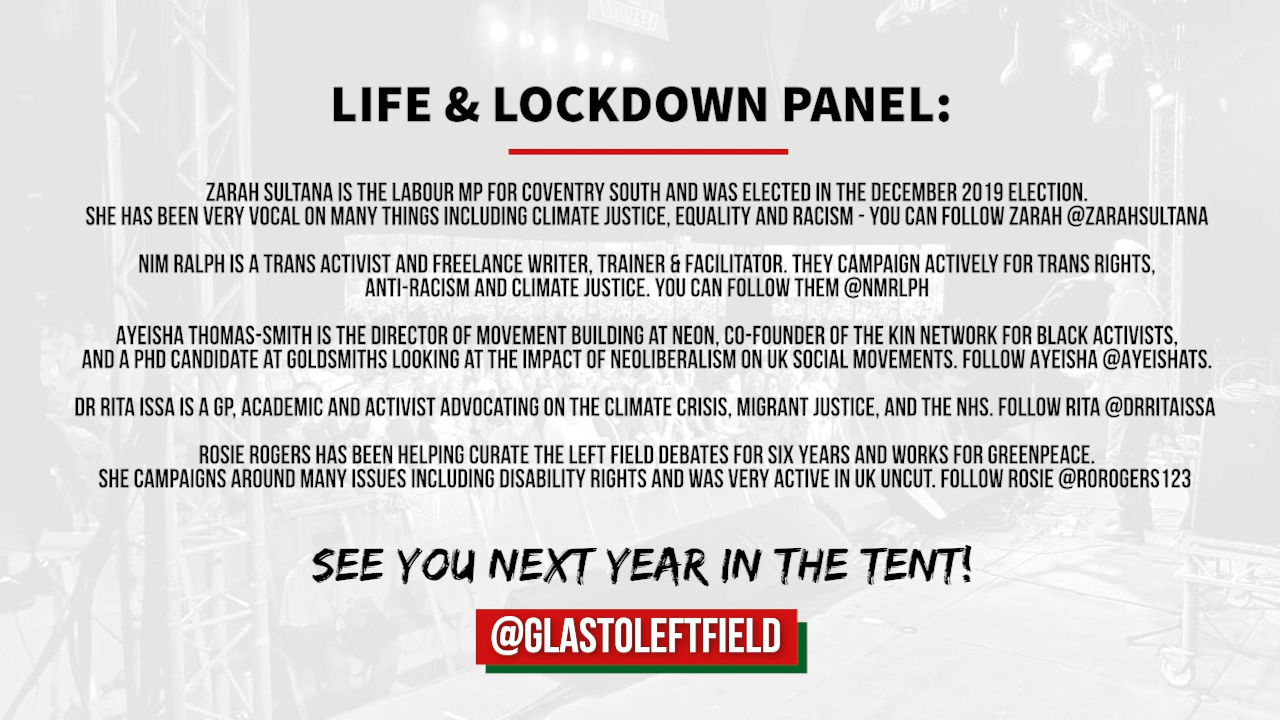 LIFE & LOCKDOWN PANEL:
ZARAH SULTANA IS THE LABOUR MP FOR COVENTRY SOUTH AND WAS ELECTED IN THE DECEMBER 2019 ELECTION.
SHE HAS BEEN VERY VOCAL ON MANY THINGS INCLUDING CLIMATE JUSTICE, EQUALITY AND RACISM - YOU CAN FOLLOW ZARAH @ZARAHSULTANA
NIM RALPH IS A TRANS ACTIVIST AND FREELANCE WRITER, TRAINER & FACILITATOR. THEY CAMPAIGN ACTIVELY FOR TRANS RIGHTS,
ANTI-RACISM AND CLIMATE JUSTICE. YOU CAN FOLLOW THEM @NMRLPH
AYEISHA THOMAS-SMITH IS THE DIRECTOR OF MOVEMENT BUILDING AT NEON, CO-FOUNDER OF THE KIN NETWORK FOR BLACK ACTIVISTS,
AND A PHD CANDIDATE AT GOLDSMITHS LOOKING AT THE IMPACT OF NEOLIBERALISM ON UK SOCIAL MOVEMENTS. FOLLOW AYEISHA @AYEISHATS.
DR RITA ISSA IS A GP, ACADEMIC AND ACTIVIST ADVOCATING ON THE CLIMATE CRISIS, MIGRANT JUSTICE, AND THE NHS. FOLLOW RITA @DRRITAISSA
ROSIE ROGERS HAS BEEN HELPING CURATE THE LEFT FIELD DEBATES FOR SIX YEARS AND WORKS FOR GREENPEACE.
SHE CAMPAIGNS AROUND MANY ISSUES INCLUDING DISABILITY RIGHTS AND WAS VERY ACTIVE IN UK UNCUT. FOLLOW ROSIE @ROROGERS123
SEE YOU NEXT YEAR IN THE TENT!
@GLASTOLEFTFIELD